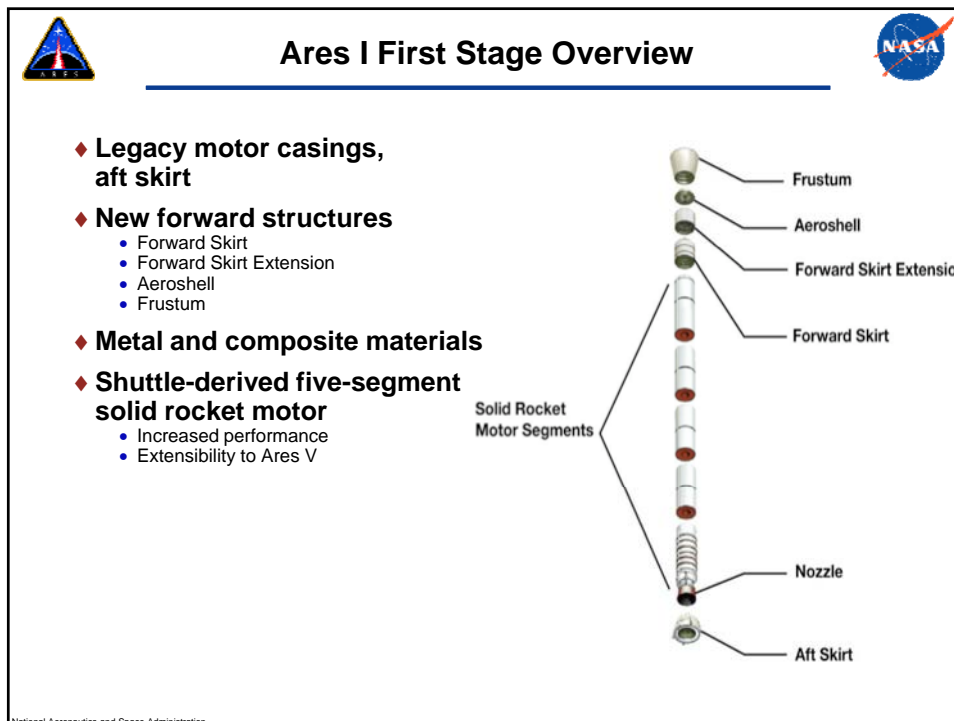 Ares I First Stage Overview
ARES
NASA
♦ Legacy motor casings,
aft skirt
♦ New forward structures
• Forward Skirt
• Forward Skirt Extension
• Aeroshell
• Frustum
♦ Metal and composite materials
♦ Shuttle-derived five-segment
solid rocket motor
• Increased performance
• Extensibility to Ares V
Frustum
Aeroshell
Forward Skirt Extensio
Forward Skirt
Solid Rocket
Motor Segments
Nozzle
Aft Skirt
National Aeronautics and Space Administration